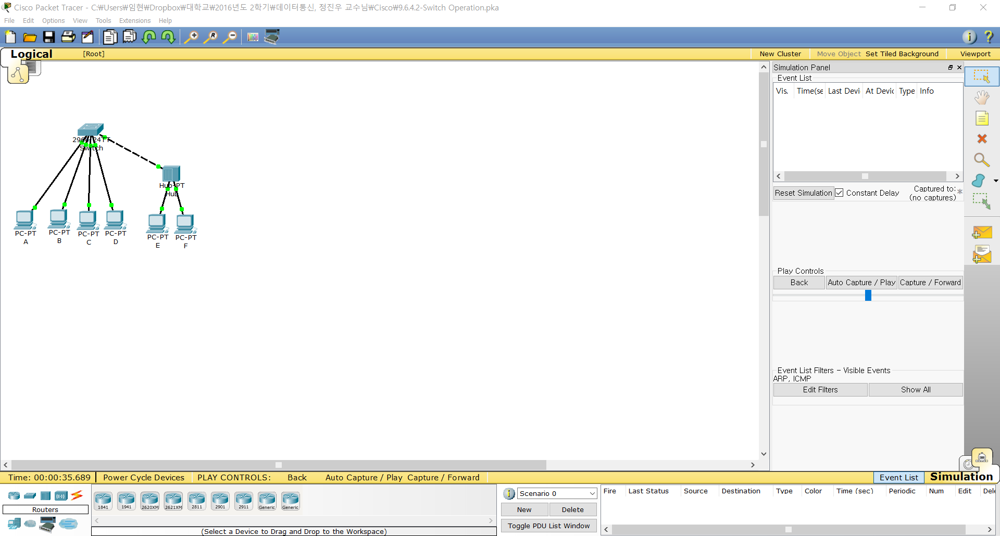 Cisco Packet Tracer - C:₩Users₩임현₩Dropbox₩대학교₩2016년도 2학기₩데이터통신, 정진우 교수님₩Cisco₩9.6.4.2-Switch Operation.pka
File Edit Options View Tools Extensions Help
Logical [Root] New Cluster Move Object Set Tiled Background Viewport
Simulation Panel
Event List
Vis. Time(se Last Devi At Devic Type Info
2960-24TT
Switch
Hub-PT
Hub
Reset Simulation Constant Delay Captured to:
(no captures)
PC-PT
A
PC-PT
B
PC-PT
C
PC-PT
D
PC-PT
E
PC-PT
F
Play Controls
Back Auto Capture / Play Capture / Forward
Event List Filters - Visible Events
ARP, ICMP
Edit Filters Show All
Time: 00:00:35.689 Power Cycle Devices PLAY CONTROLS: Back Auto Capture / Play Capture / Forward Event List Simulation
Routers
1841 1941 2620XM 2621XM 2811 2901 2911 Generic Generic
(Select a Device to Drag and Drop to the Workspace)
Scenario 0
New Delete
Toggle PDU List Window
Fire Last Status Source Destination Type Color Time (sec) Periodic Num Edit Dele